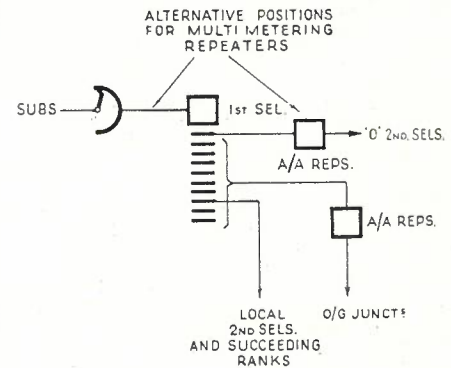 ALTERNATIVE POSITIONS
FOR MULTI METERING
REPEATERS
SUBS
1ST SEL.
'O' 2ND. SELS.
A/A REPS.
A/A REPS.
LOCAL
2ND SELS.
AND SUCCEEDING
RANKS
O/G JUNCTS